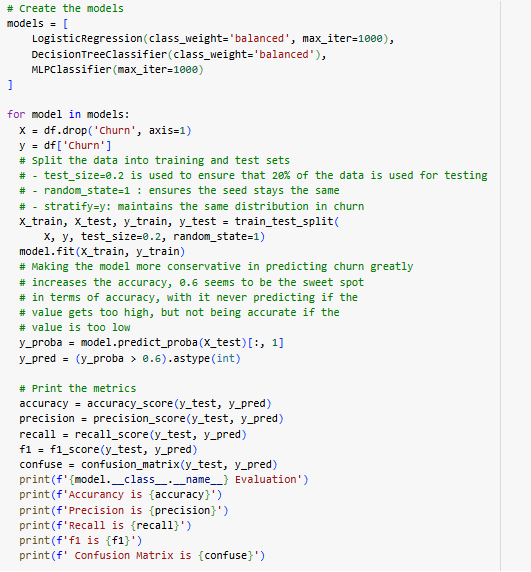 # Create the models
models = [
    LogisticRegression(class_weight='balanced', max_iter=1000),
    DecisionTreeClassifier(class_weight='balanced'),
    MLPClassifier(max_iter=1000)
]

for model in models:
  X = df.drop('Churn', axis=1)
  y = df['Churn']
  # Split the data into training and test sets
  # - test_size=0.2 is used to ensure that 20% of the data is used for testing
  # - random_state=1 : ensures the seed stays the same
  # - stratify=y: maintains the same distribution in churn
  X_train, X_test, y_train, y_test = train_test_split(
      X, y, test_size=0.2, random_state=1)
  model.fit(X_train, y_train)
  # Making the model more conservative in predicting churn greatly
  # increases the accuracy, 0.6 seems to be the sweet spot
  # in terms of accuracy, with it never predicting if the
  # value gets too high, but not being accurate if the
  # value is too low
  y_proba = model.predict_proba(X_test)[:, 1]
  y_pred = (y_proba > 0.6).astype(int)

  # Print the metrics
  accuracy = accuracy_score(y_test, y_pred)
  precision = precision_score(y_test, y_pred)
  recall = recall_score(y_test, y_pred)
  f1 = f1_score(y_test, y_pred)
  confuse = confusion_matrix(y_test, y_pred)
  print(f'{model.__class__.__name__} Evaluation')
  print(f'Accurancy is {accuracy}')
  print(f'Precision is {precision}')
  print(f'Recall is {recall}')
  print(f'f1 is {f1}')
  print(f' Confusion Matrix is {confuse}')